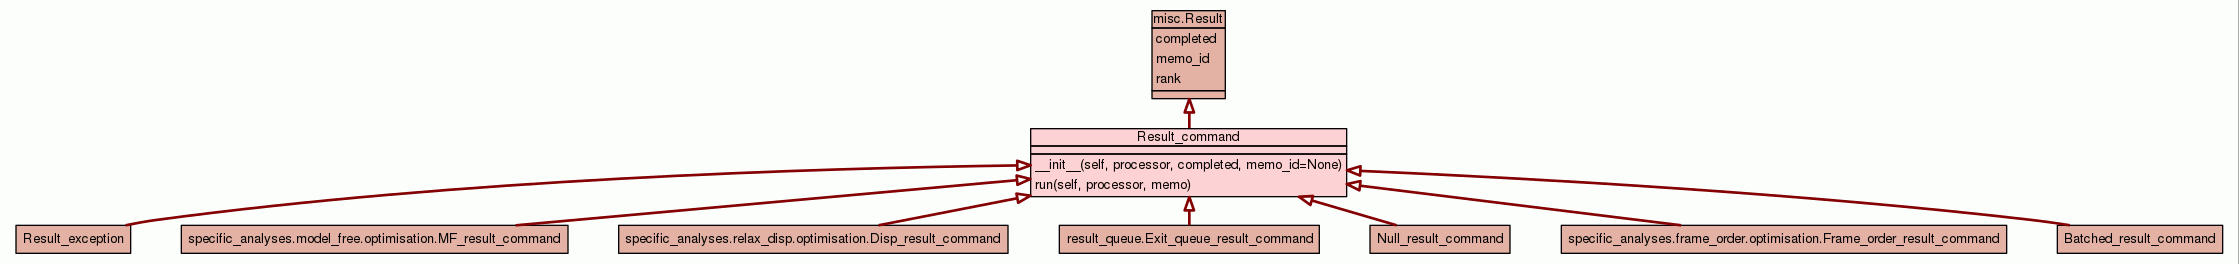 misc.Result
completed
memo_id
rank
Result_command
__init__(self, processor, completed, memo_id=None)
run(self, processor, memo)
Result_exception
specific_analyses.model_free.optimisation.MF_result_command
specific_analyses.relax_disp.optimisation.Disp_result_command
result_queue.Exit_queue_result_command
Null_result_command
specific_analyses.frame_order.optimisation.Frame_order_result_command
Batched_result_command